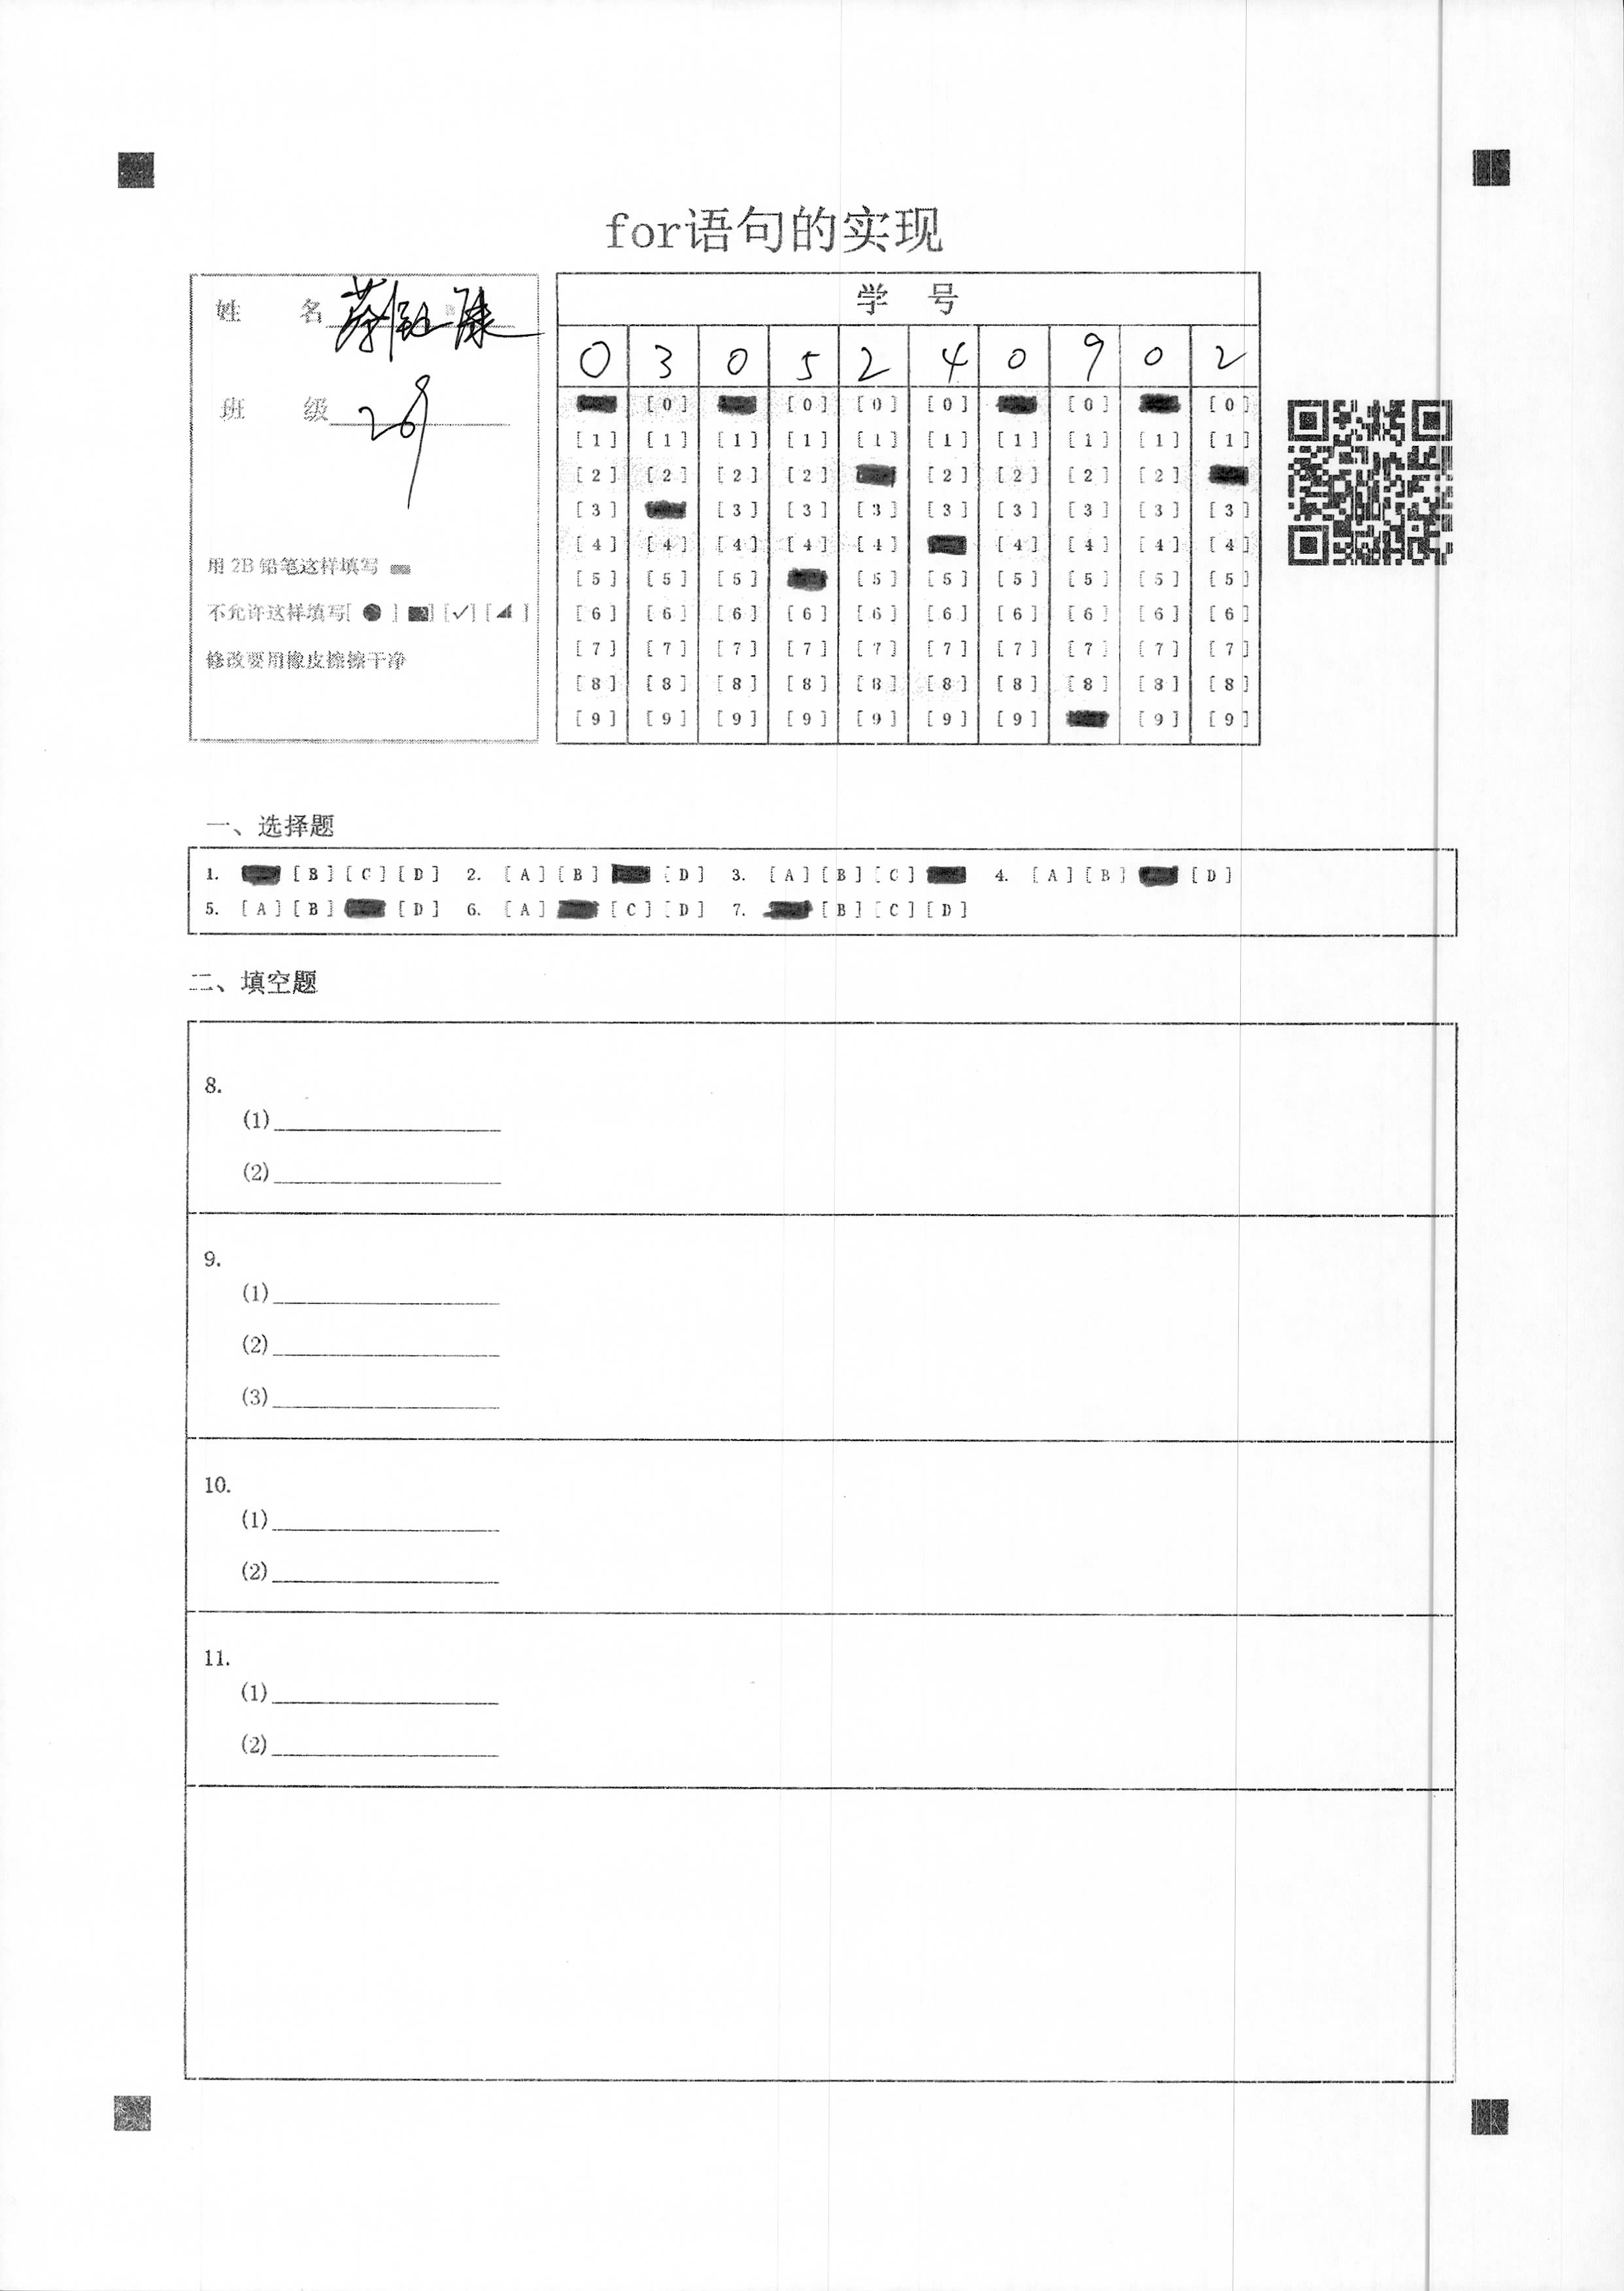 for语句的实现
姓 名
班 级
用 2B 铅笔这样填写
不允许这样填写[ ● ] [✓] [ ]
修改要用橡皮擦擦干净
学 号
0 3 0 5 2 4 0 9 0 2
[0] [0] [0] [0] [0] [0]
[1] [1] [1] [1] [1] [1] [1] [1] [1] [1]
[2] [2] [2] [2] [2] [2] [2] [2]
[3] [3] [3] [3] [3] [3] [3] [3] [3]
[4] [4] [4] [4] [4] [4] [4] [4] [4]
[5] [5] [5] [5] [5] [5] [5] [5] [5]
[6] [6] [6] [6] [6] [6] [6] [6] [6] [6]
[7] [7] [7] [7] [7] [7] [7] [7] [7] [7]
[8] [8] [8] [8] [8] [8] [8] [8] [8] [8]
[9] [9] [9] [9] [9] [9] [9] [9] [9]
一、选择题
1. [B] [C] [D] 2. [A] [B] [D] 3. [A] [B] [C] 4. [A] [B] [D]
5. [A] [B] [D] 6. [A] [C] [D] 7. [B] [C] [D]
二、填空题
8.
(1)
(2)
9.
(1)
(2)
(3)
10.
(1)
(2)
11.
(1)
(2)